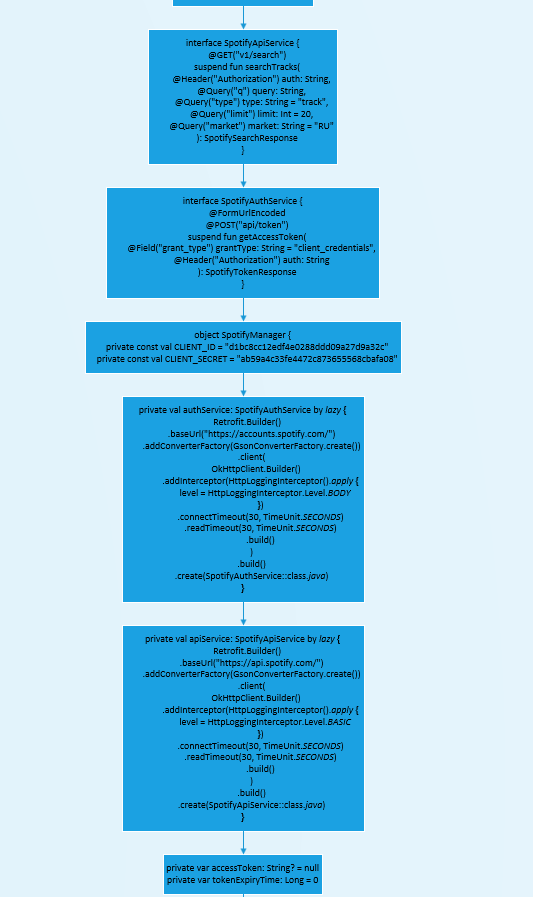 interface SpotifyApiService {
@GET("v1/search")
suspend fun searchTracks(
@Header("Authorization") auth: String,
@Query("q") query: String,
@Query("type") type: String = "track",
@Query("limit") limit: Int = 20,
@Query("market") market: String = "RU"
): SpotifySearchResponse
}
interface SpotifyAuthService {
@FormUrlEncoded
@POST("api/token")
suspend fun getAccessToken(
@Field("grant_type") grantType: String = "client_credentials",
@Header("Authorization") auth: String
): SpotifyTokenResponse
}
object SpotifyManager {
private const val CLIENT_ID = "d1bc8cc12edf4e0288ddd09a27d9a32c"
private const val CLIENT_SECRET = "ab59a4c33fe4472c873655568cbafa08"
private val authService: SpotifyAuthService by lazy {
Retrofit.Builder()
.baseUrl("https://accounts.spotify.com/")
.addConverterFactory(GsonConverterFactory.create())
.client(
OkHttpClient.Builder()
.addInterceptor(HttpLoggingInterceptor().apply {
level = HttpLoggingInterceptor.Level.BODY
})
.connectTimeout(30, TimeUnit.SECONDS)
.readTimeout(30, TimeUnit.SECONDS)
.build()
)
.build()
.create(SpotifyAuthService::class.java)
}
private val apiService: SpotifyApiService by lazy {
Retrofit.Builder()
.baseUrl("https://api.spotify.com/")
.addConverterFactory(GsonConverterFactory.create())
.client(
OkHttpClient.Builder()
.addInterceptor(HttpLoggingInterceptor().apply {
level = HttpLoggingInterceptor.Level.BASIC
})
.connectTimeout(30, TimeUnit.SECONDS)
.readTimeout(30, TimeUnit.SECONDS)
.build()
)
.build()
.create(SpotifyApiService::class.java)
}
private var accessToken: String? = null
private var tokenExpiryTime: Long = 0